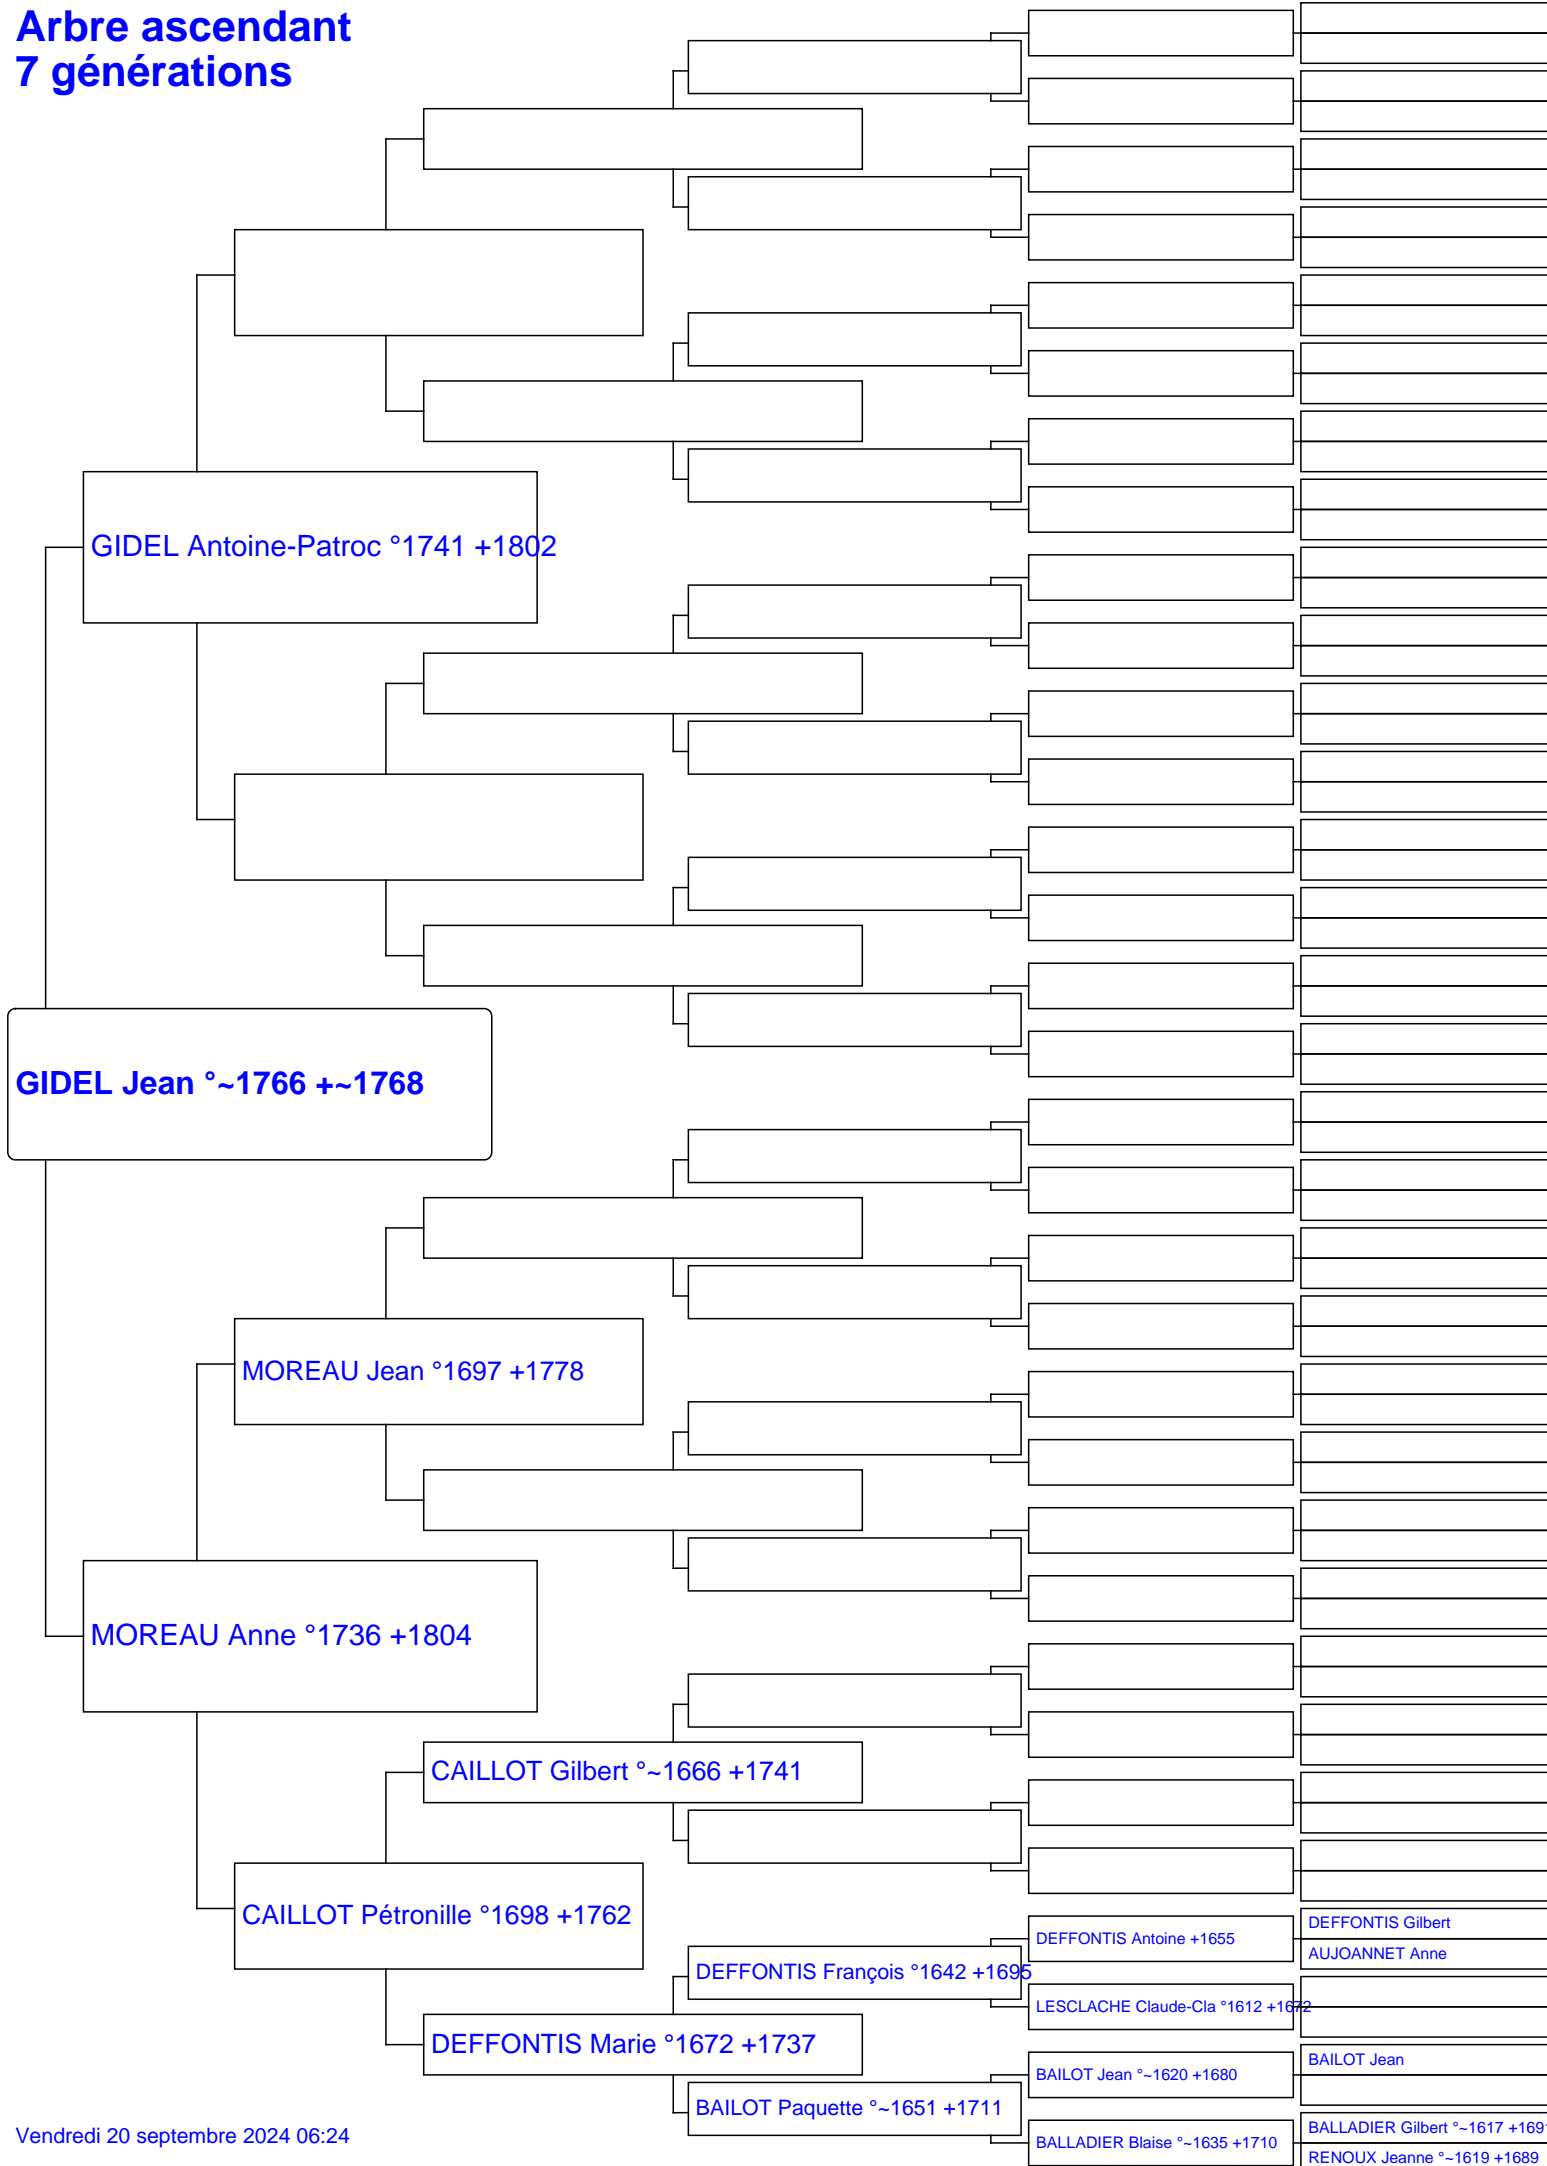 Arbre ascendant
7 générations
GIDEL Antoine-Patroc °1741 +1802
GIDEL Jean °~1766 +~1768
MOREAU Jean °1697 +1778
MOREAU Anne °1736 +1804
CAILLOT Gilbert °~1666 +1741
CAILLOT Pétronille °1698 +1762
DEFFONTIS Gilbert
DEFFONTIS Antoine +1655
AUJOANNET Anne
DEFFONTIS François °1642 +1695
LESCLACHE Claude-Cla °1612 +1672
DEFFONTIS Marie °1672 +1737
BAILOT Jean
BAILOT Jean °~1620 +1680
BAILOT Paquette °~1651 +1711
BALLADIER Gilbert °~1617 +1691
BALLADIER Blaise °~1635 +1710
RENOUX Jeanne °~1619 +1689
Vendredi 20 septembre 2024 06:24